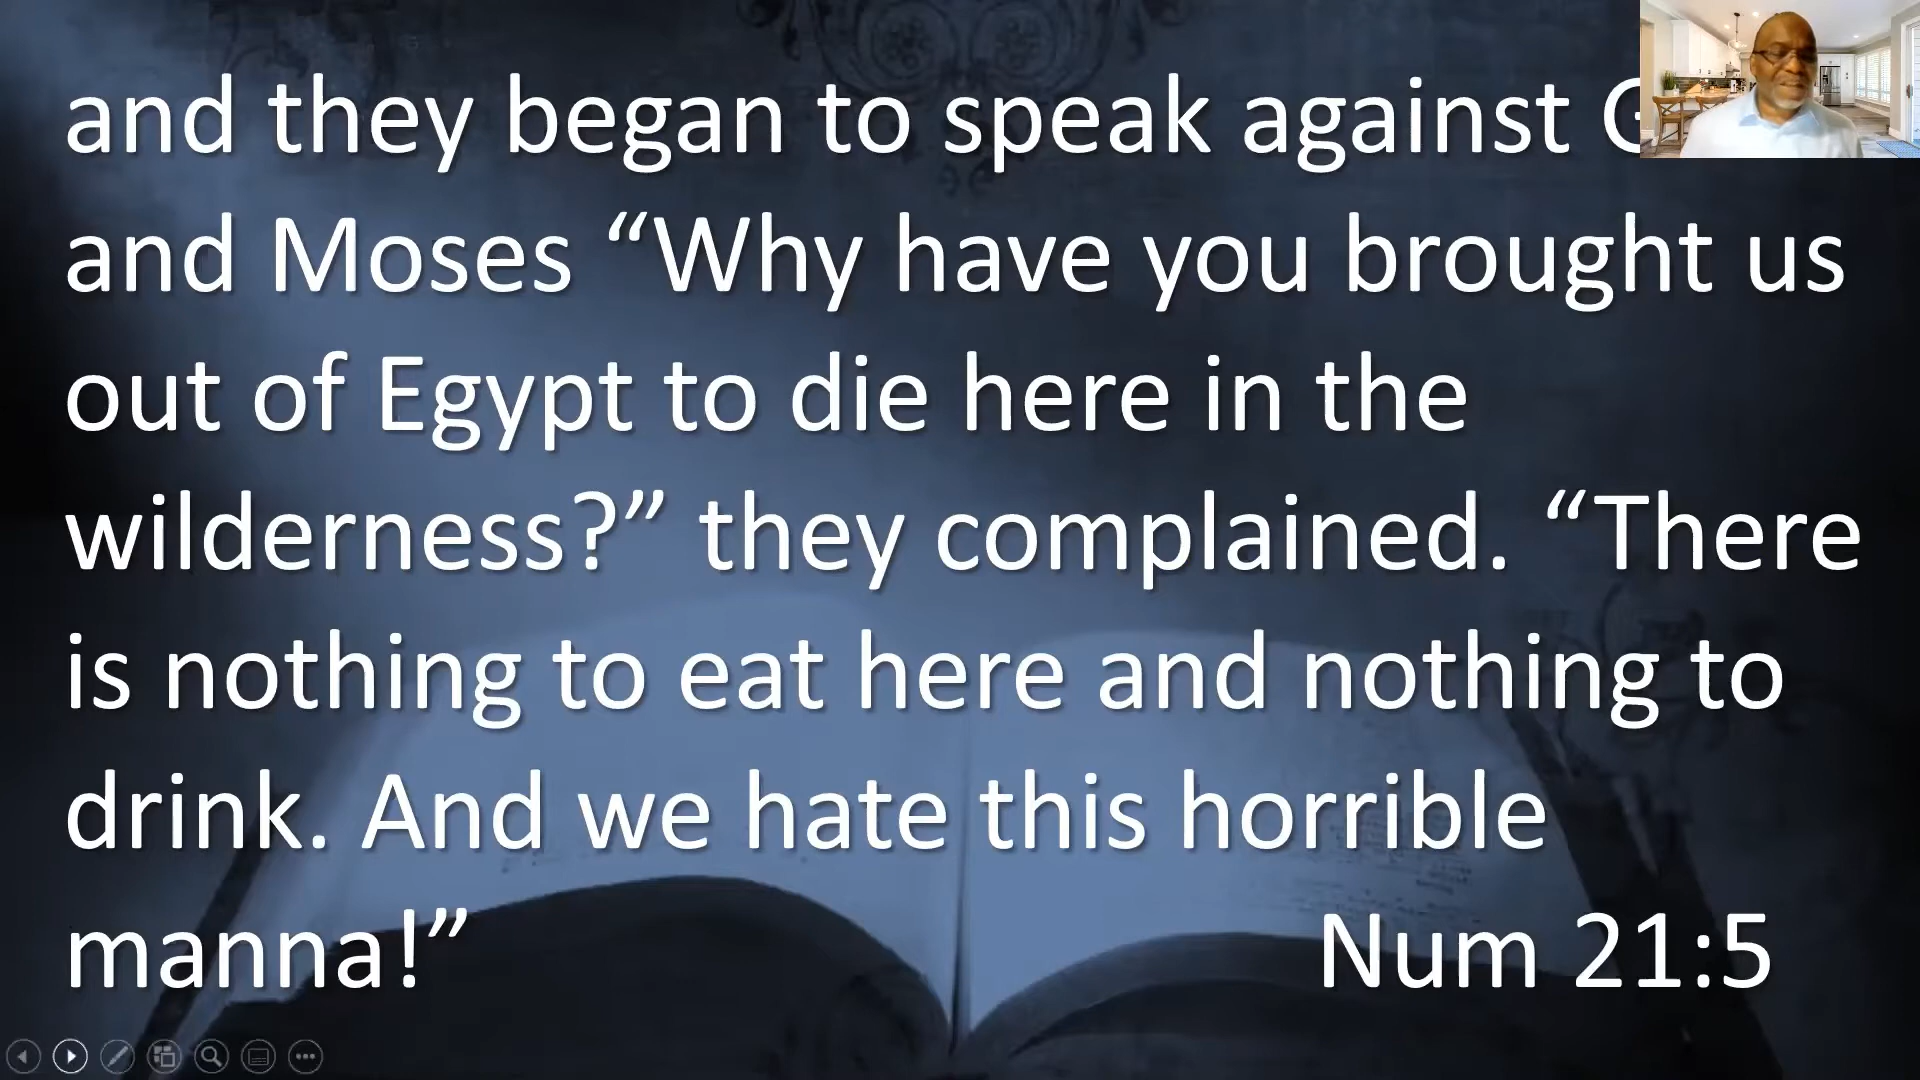 and they began to speak against
and Moses “Why have you brought us
out of Egypt to die here in the
wilderness?” they complained. “There
is nothing to eat here and nothing to
drink. And we hate this horrible
manna!” Num 21:5